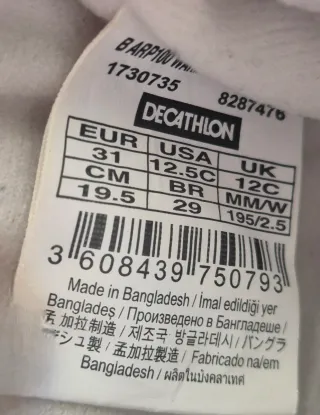 B ARP100 WAR
1730735 8287476
DECATHLON
EUR USA UK
31 12.5C 12C
CM BR MM/W
19.5 29 195/2.5
3 608439 750793
Made in Bangladesh / İmal edildiği yer
Bangladeş / Произведено в Бангладеше /
孟加拉制造 / 제조국 방글라데시 / バングラ
デシュ製 / 孟加拉製造 / Fabricado na/em
Bangladesh / ผลิตในบังคลาเทศ